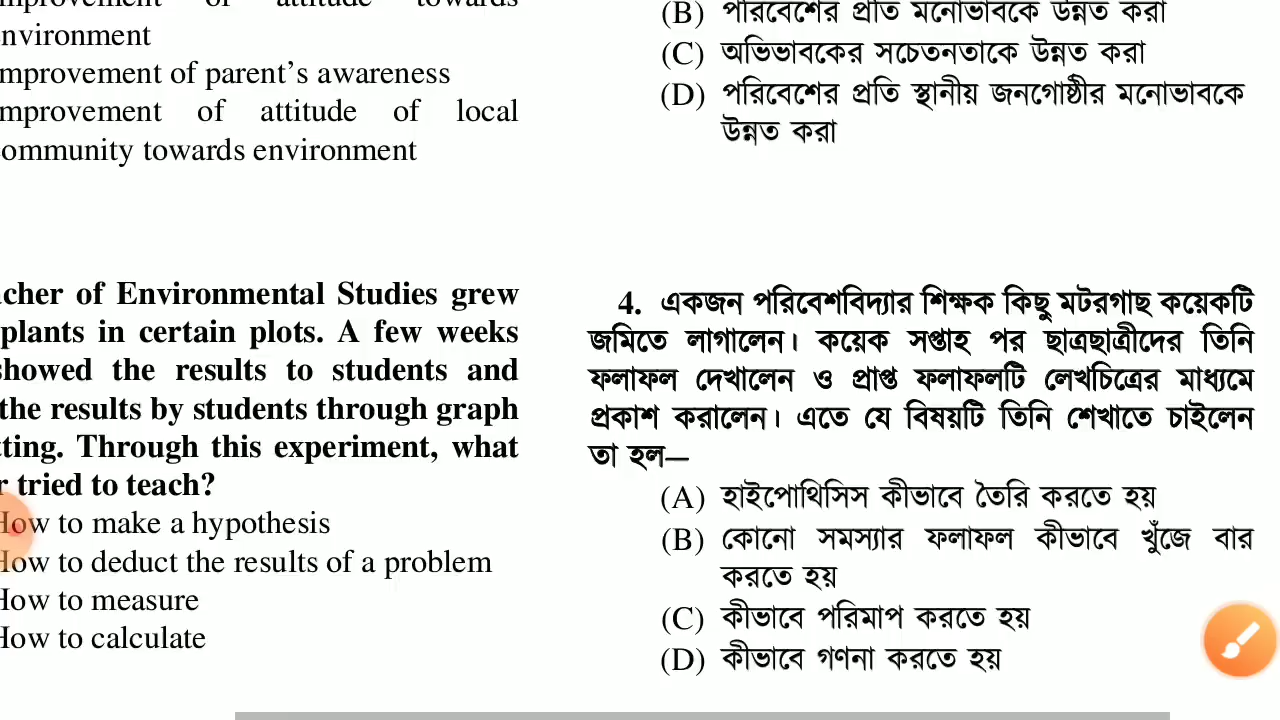 improvement of attitude towards
nvironment
mprovement of parent's awareness
mprovement of attitude of local
ommunity towards environment
cher of Environmental Studies grew
plants in certain plots. A few weeks
showed the results to students and
the results by students through graph
tting. Through this experiment, what
r tried to teach?
How to make a hypothesis
How to deduct the results of a problem
How to measure
How to calculate
(B) পরিবেশের প্রতি মনোভাবকে উন্নত করা
(C) অভিভাবকের সচেতনতাকে উন্নত করা
(D) পরিবেশের প্রতি স্থানীয় জনগোষ্ঠীর মনোভাবকে
উন্নত করা
4. একজন পরিবেশবিদ্যার শিক্ষক কিছু মটরগাছ কয়েকটি
জমিতে লাগালেন। কয়েক সপ্তাহ পর ছাত্রছাত্রীদের তিনি
ফলাফল দেখালেন ও প্রাপ্ত ফলাফলটি লেখচিত্রের মাধ্যমে
প্রকাশ করালেন। এতে যে বিষয়টি তিনি শেখাতে চাইলেন
তা হল—
(A) হাইপোথিসিস কীভাবে তৈরি করতে হয়
(B) কোনো সমস্যার ফলাফল কীভাবে খুঁজে বার
করতে হয়
(C) কীভাবে পরিমাপ করতে হয়
(D) কীভাবে গণনা করতে হয়